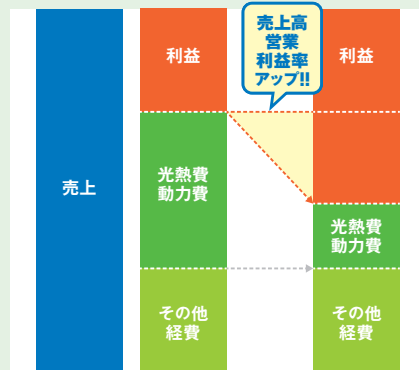 売上高
営業
利益率
アップ!!
利益
利益
売上
光熱費
動力費
光熱費
動力費
その他
経費
その他
経費